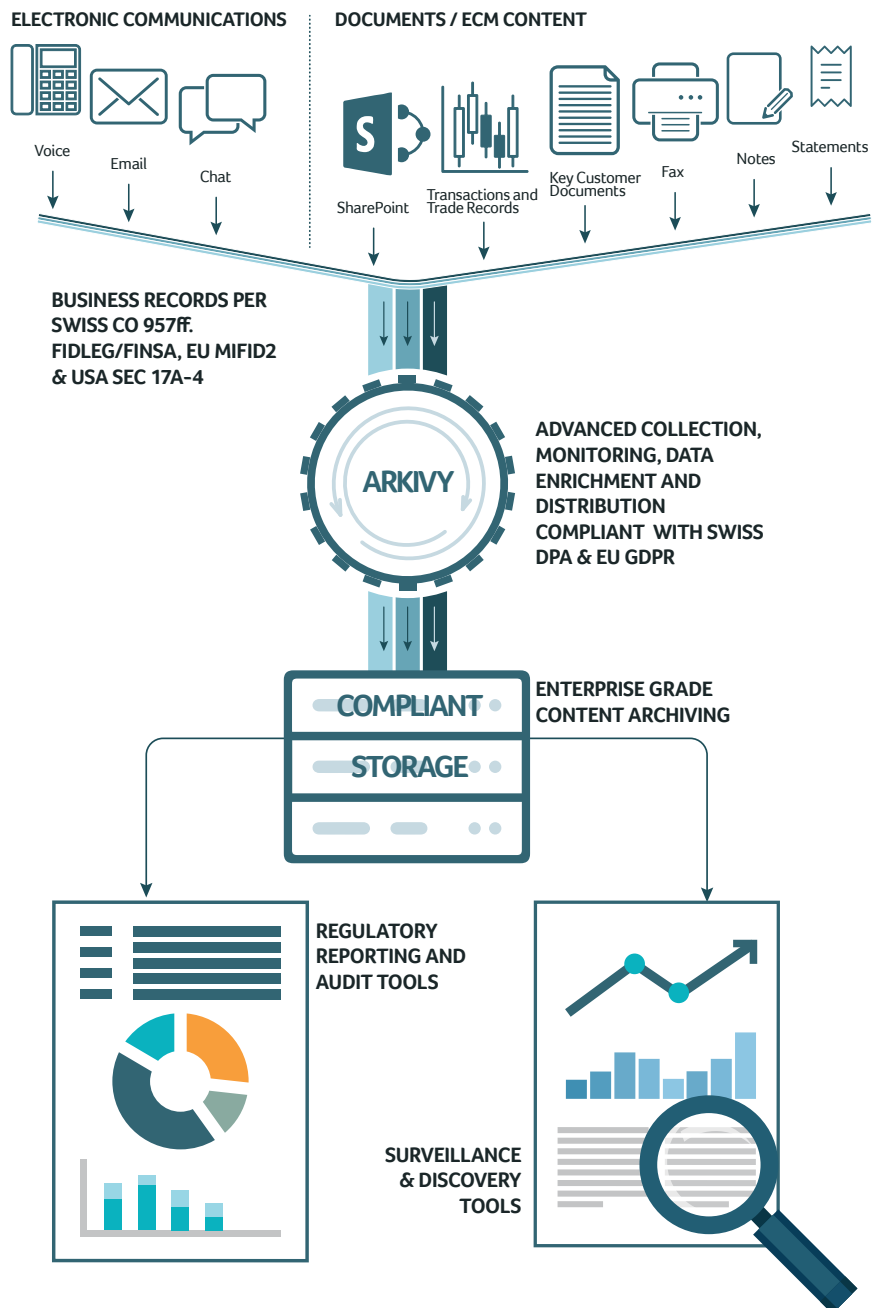 ELECTRONIC COMMUNICATIONS
DOCUMENTS / ECM CONTENT
Voice
Email
Chat
S
SharePoint
Transactions and
Trade Records
Key Customer
Documents
Fax
Notes
Statements
BUSINESS RECORDS PER
SWISS CO 957ff.
FIDLEG/FINSA, EU MIFID2
& USA SEC 17A-4
ARKIVY
ADVANCED COLLECTION,
MONITORING, DATA
ENRICHMENT AND
DISTRIBUTION
COMPLIANT WITH SWISS
DPA & EU GDPR
COMPLIANT
STORAGE
ENTERPRISE GRADE
CONTENT ARCHIVING
REGULATORY
REPORTING AND
AUDIT TOOLS
SURVEILLANCE
& DISCOVERY
TOOLS